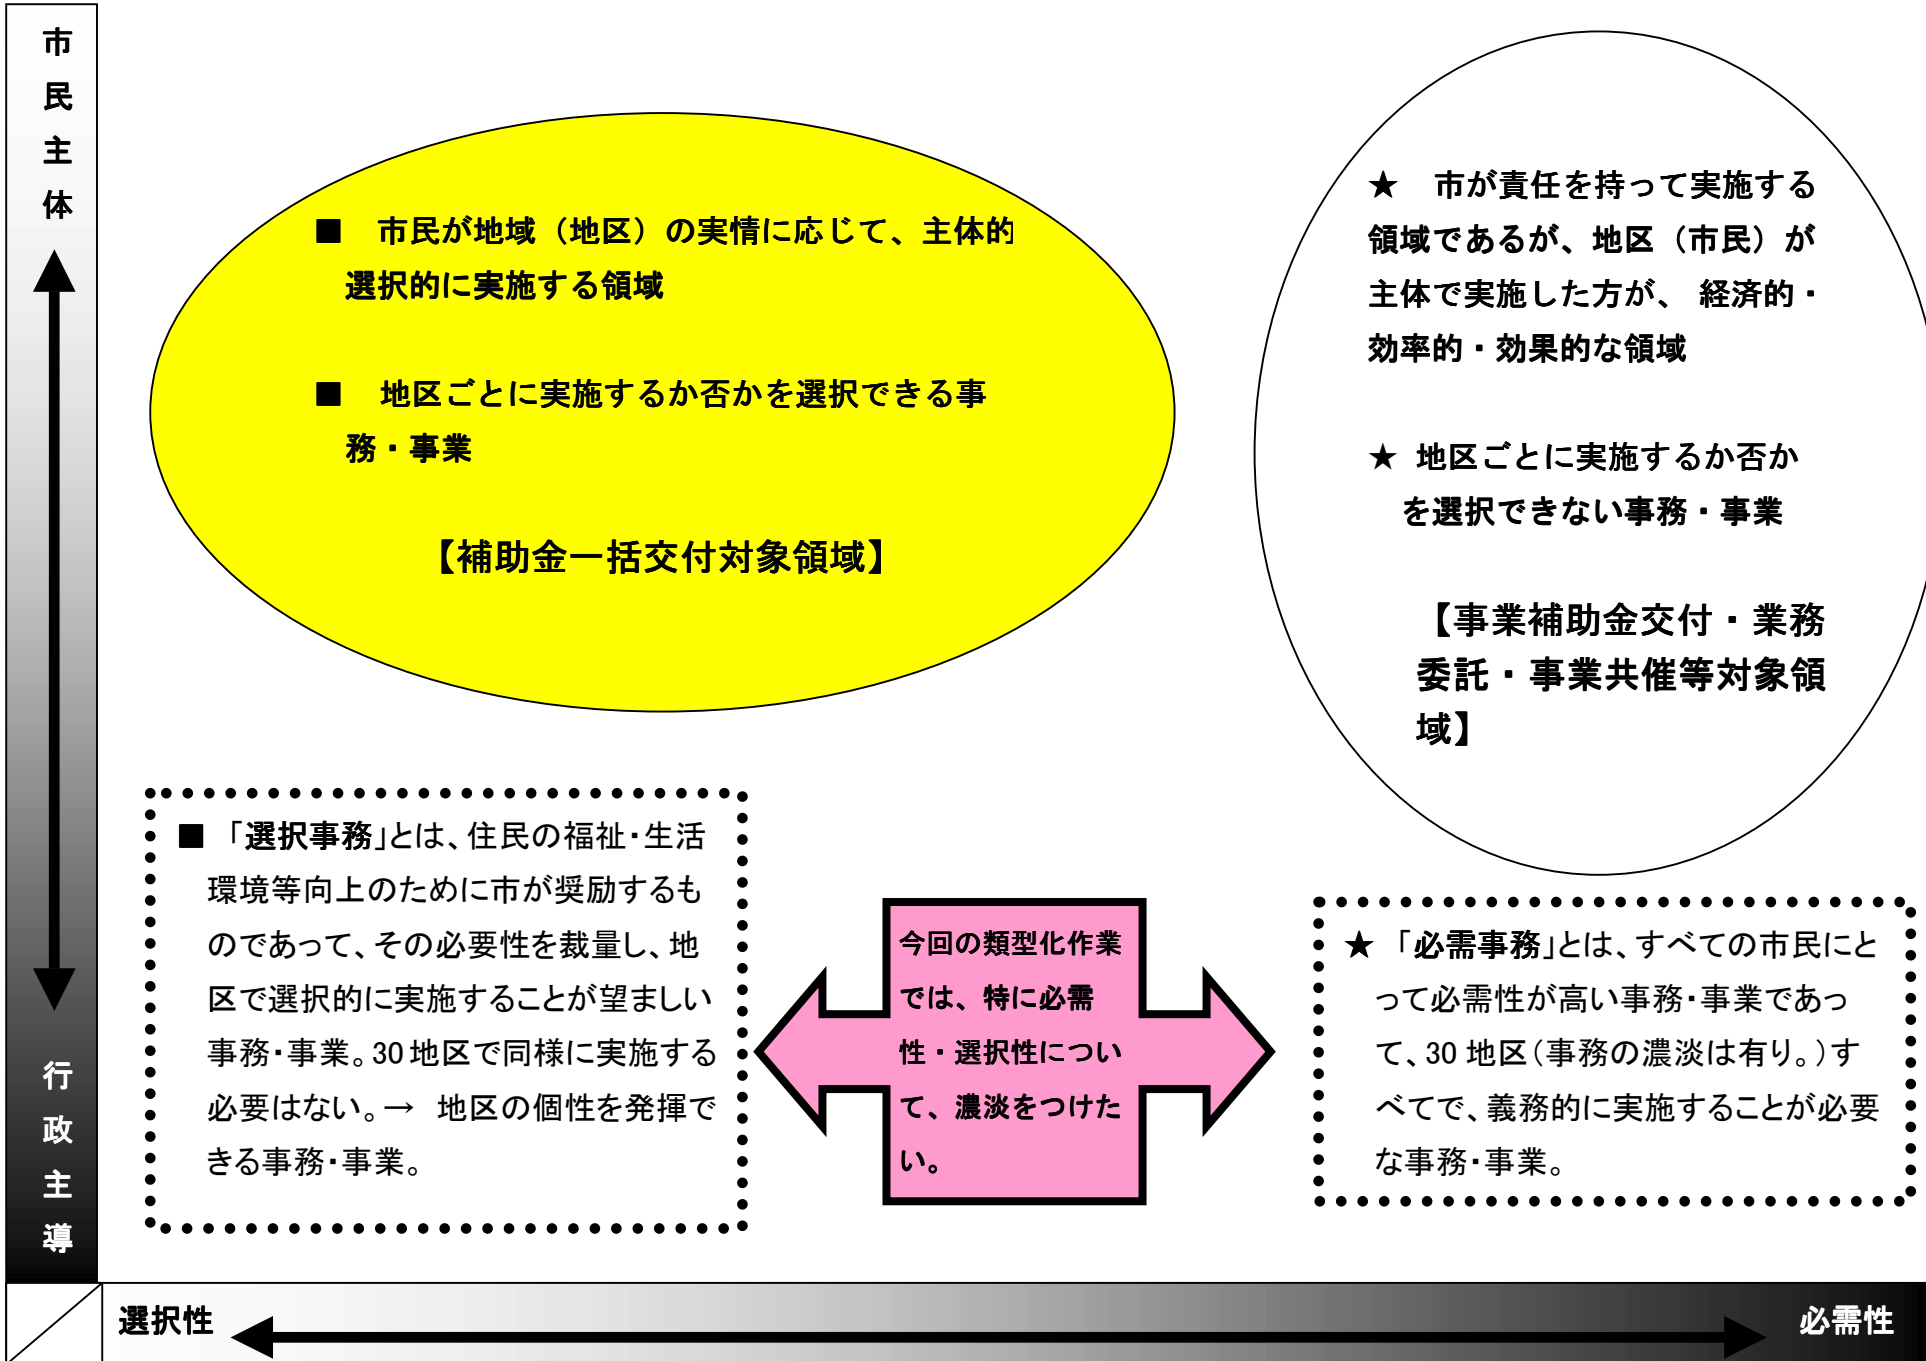 市民主体
行政主導
■　市民が地域（地区）の実情に応じて、主体的
選択的に実施する領域
■　地区ごとに実施するか否かを選択できる事
務・事業
【補助金一括交付対象領域】
★　市が責任を持って実施する
領域であるが、地区（市民）が
主体で実施した方が、 経済的・
効率的・効果的な領域
★ 地区ごとに実施するか否か
を選択できない事務・事業
【事業補助金交付・業務
委託・事業共催等対象領
域】
■ 「選択事務」とは、住民の福祉・生活
環境等向上のために市が奨励するも
のであって、その必要性を裁量し、地
区で選択的に実施することが望ましい
事務・事業。30 地区で同様に実施する
必要はない。→ 地区の個性を発揮で
きる事務・事業。
今回の類型化作業
では、特に必需
性・選択性につい
て、濃淡をつけた
い。
★ 「必需事務」とは、すべての市民にと
って必需性が高い事務・事業であっ
て、30 地区（事務の濃淡は有り。）す
べてで、義務的に実施することが必要
な事務・事業。
選択性
必需性